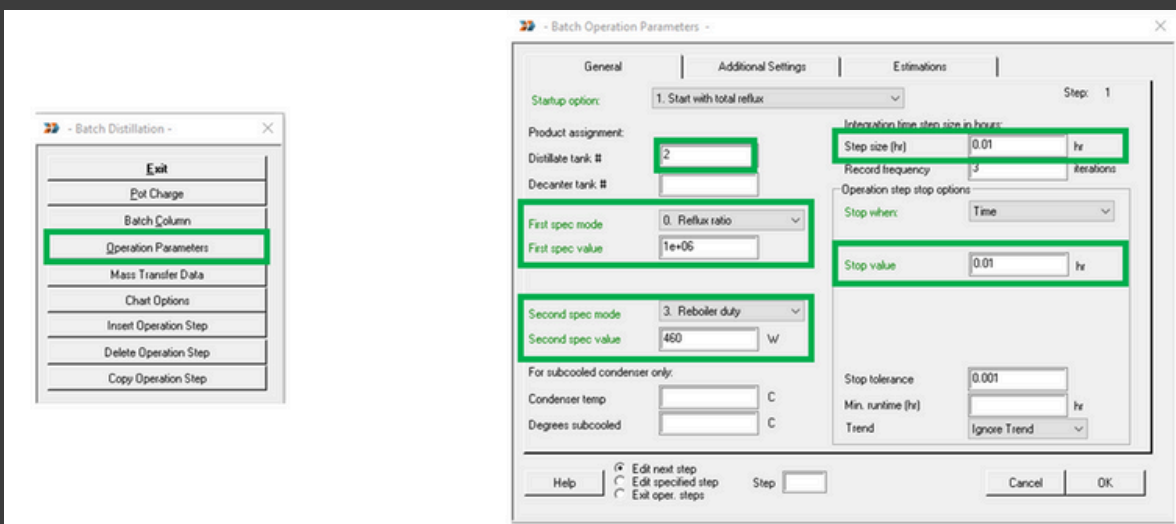 - Batch Distillation -
Exit
Pot Charge
Batch Column
Operation Parameters
Mass Transfer Data
Chart Options
Insert Operation Step
Delete Operation Step
Copy Operation Step
- Batch Operation Parameters -
General
Additional Settings
Estimations
Startup option:
1. Start with total reflux
Step: 1
Product assignment:
Distillate tank #
2
Decanter tank #
First spec mode
0. Reflux ratio
First spec value
1e+06
Second spec mode
3. Reboiler duty
Second spec value
460
W
For subcooled condenser only:
Condenser temp
C
Degrees subcooled
C
Integration time step size in hours:
Step size (hr)
0.01
hr
Record frequency
3
iterations
Operation step stop options
Stop when:
Time
Stop value
0.01
hr
Stop tolerance
0.001
Min. runtime (hr)
hr
Trend
Ignore Trend
Help
Edit next step
Edit specified step
Exit oper. steps
Step
Cancel
OK